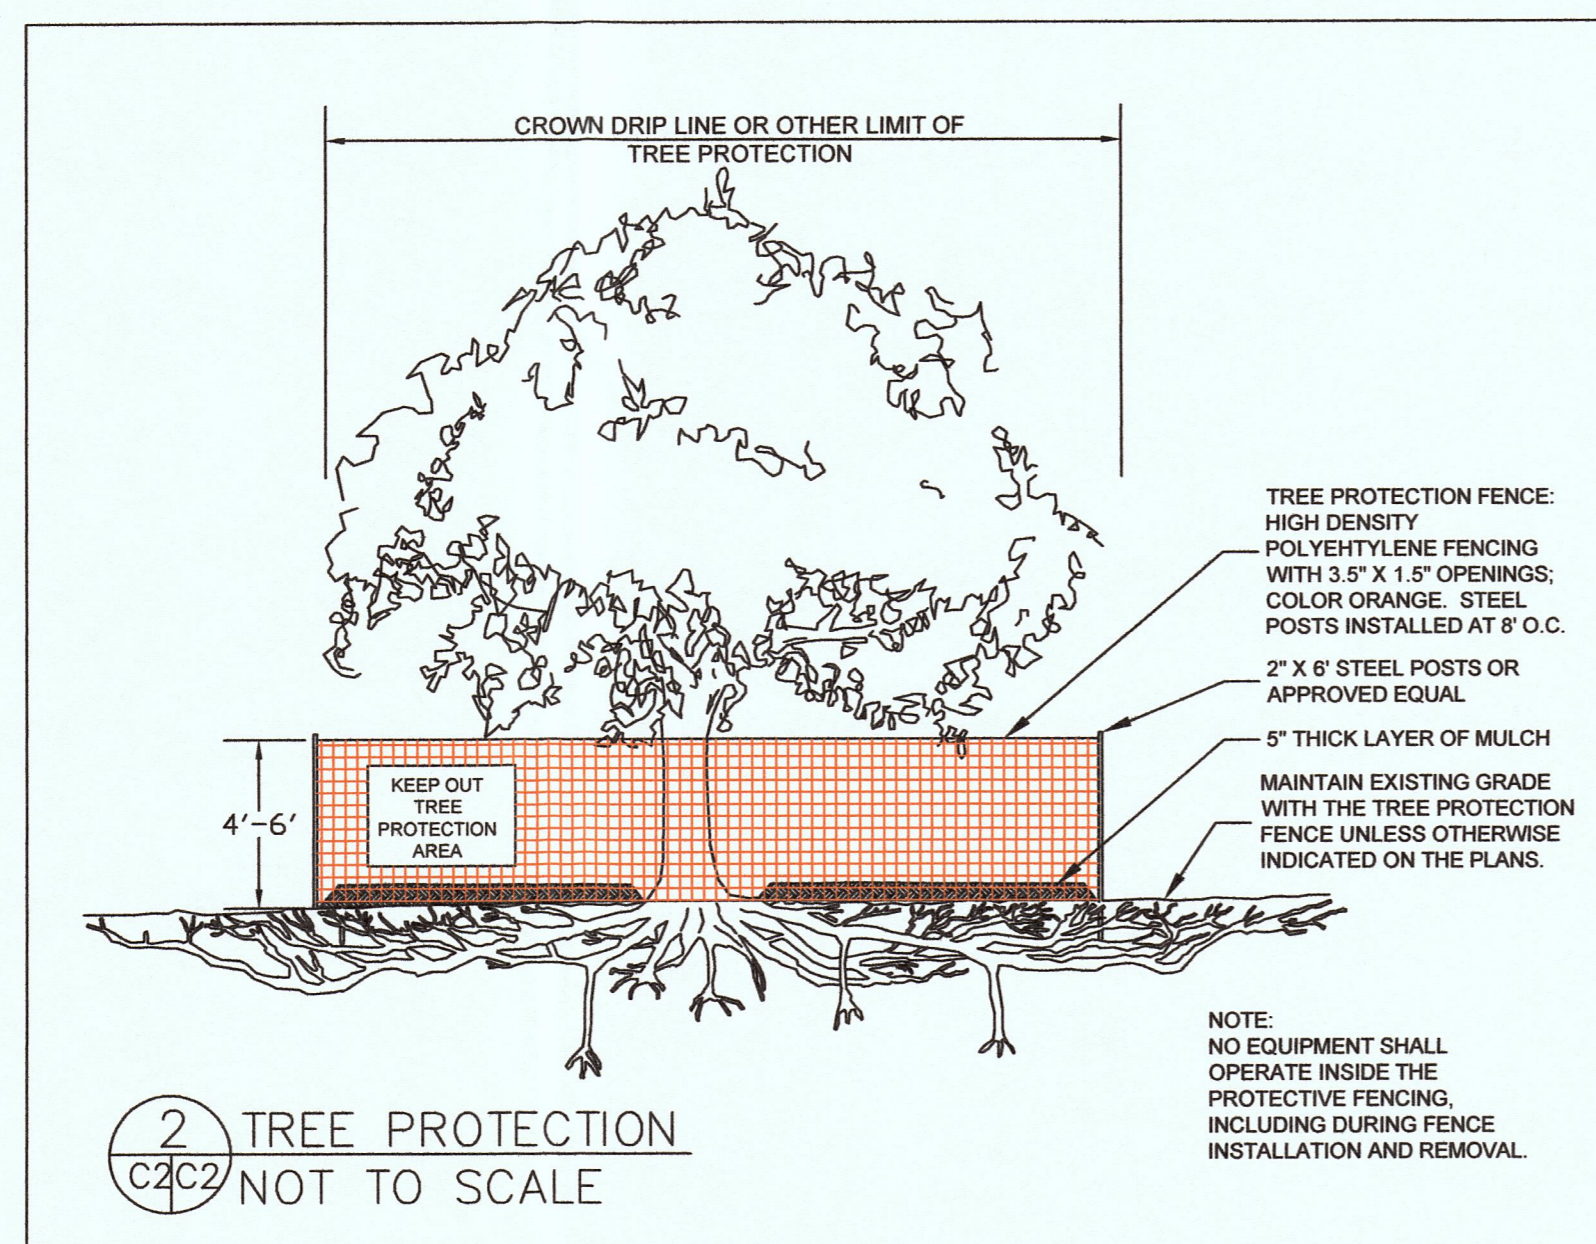 CROWN DRIP LINE OR OTHER LIMIT OF
TREE PROTECTION
TREE PROTECTION FENCE:
HIGH DENSITY
POLYEHTYLENE FENCING
WITH 3.5" X 1.5" OPENINGS;
COLOR ORANGE. STEEL
POSTS INSTALLED AT 8' O.C.
2" X 6' STEEL POSTS OR
APPROVED EQUAL
5" THICK LAYER OF MULCH
MAINTAIN EXISTING GRADE
WITH THE TREE PROTECTION
FENCE UNLESS OTHERWISE
INDICATED ON THE PLANS.
KEEP OUT
TREE
PROTECTION
AREA
4'-6'
NOTE:
NO EQUIPMENT SHALL
OPERATE INSIDE THE
PROTECTIVE FENCING,
INCLUDING DURING FENCE
INSTALLATION AND REMOVAL.
2
C2 C2
TREE PROTECTION
NOT TO SCALE